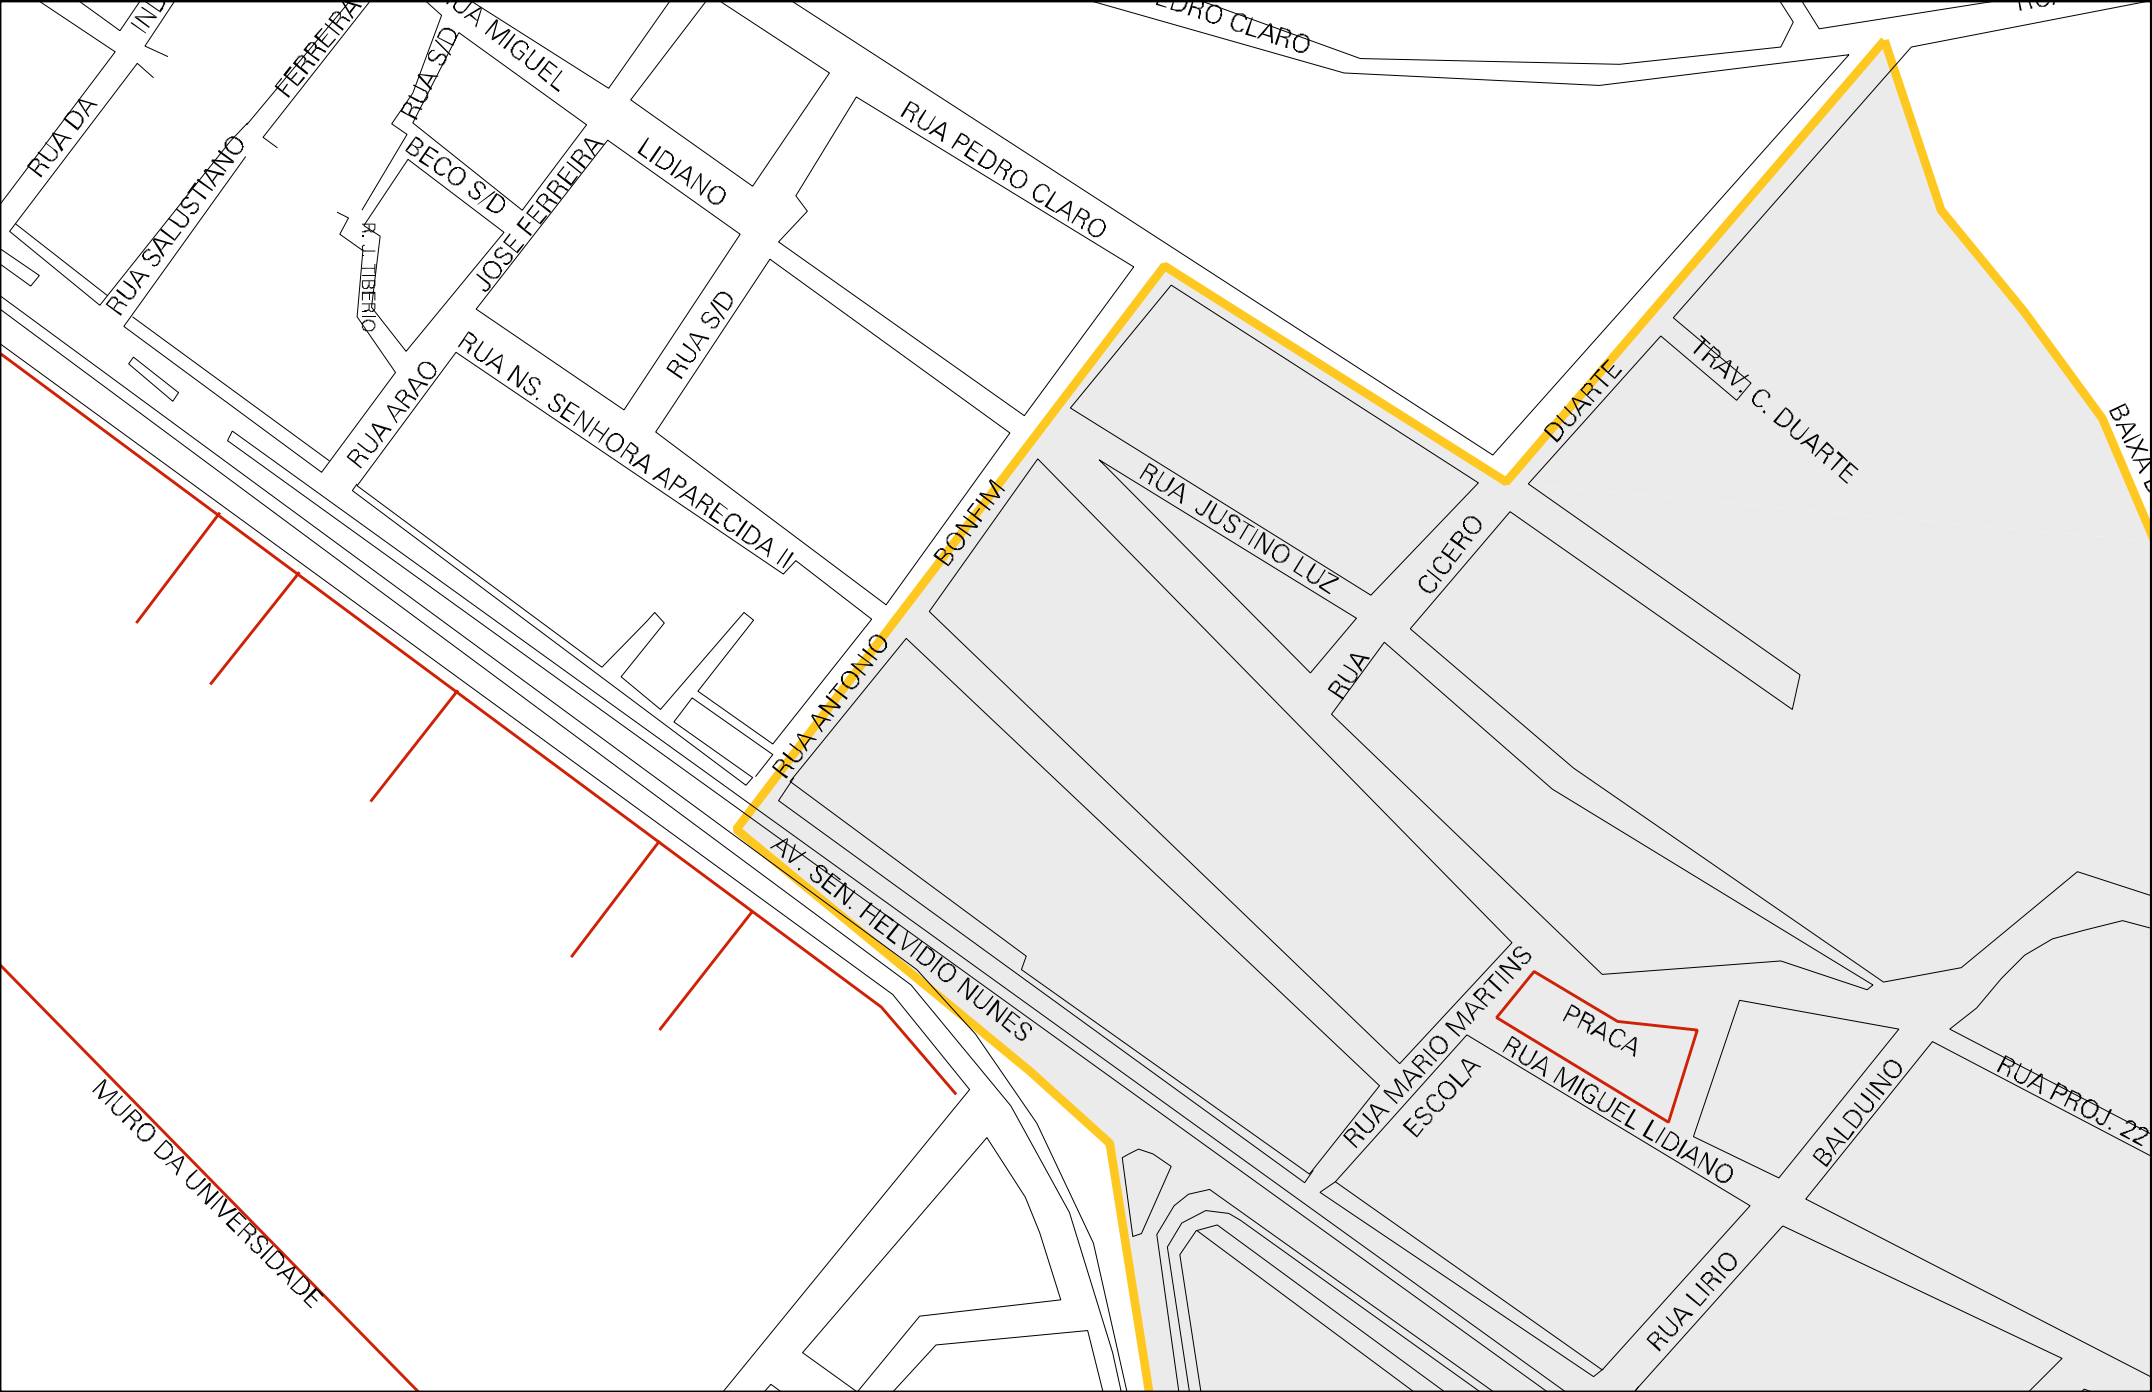 RUA MIGUEL
EDRO CLARO
FERREIRA
RUA S/D
RUA DA
RUA PEDRO CLARO
LIDIANO
BECO S/D
RUA SALUSTIANO
JOSE FERREIRA
R. J. TIBERIO
RUA S/D
RUA NS. SENHORA APARECIDA II
RUA ARAO
DUARTE
TRAV. C. DUARTE
BAIXA
RUA JUSTINO LUZ
BONFIM
CICERO
RUA
RUA ANTONIO
AV. SEN. HELVIDIO NUNES
RUA MARIO MARTINS
PRACA
ESCOLA
RUA MIGUEL LIDIANO
BALDUINO
RUA PROJ. 22
MURO DA UNIVERSIDADE
RUA LIRIO